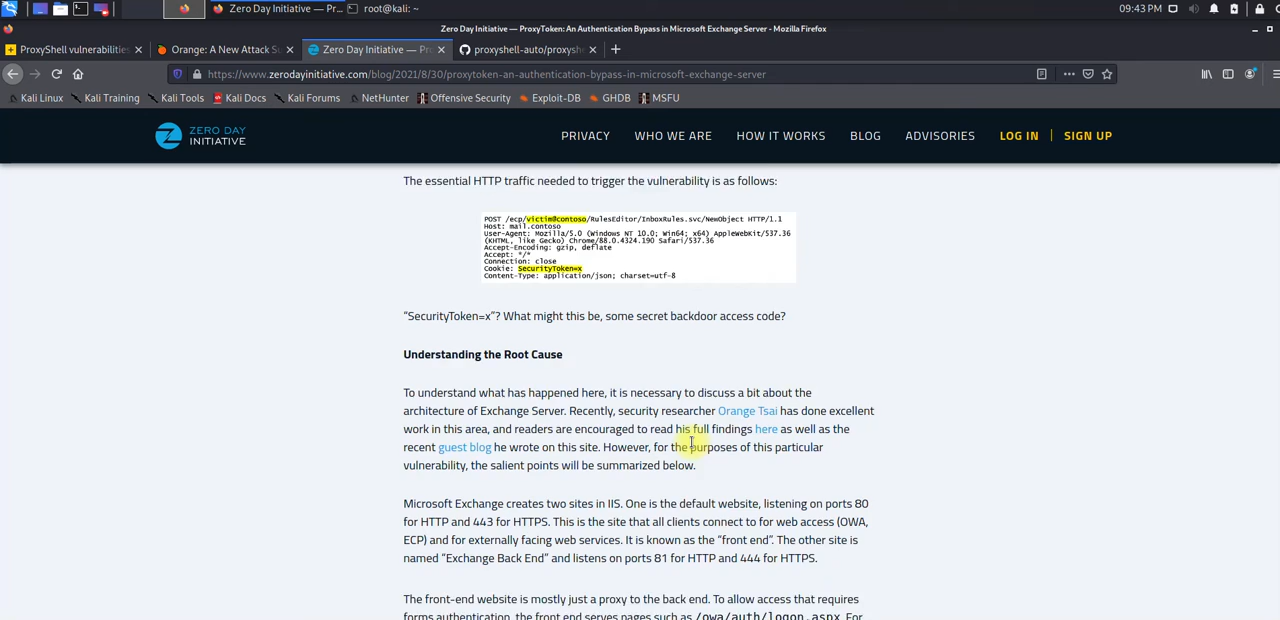 Zero Day Initiative — Pr...
root@kali: ~
09:43 PM
Zero Day Initiative — ProxyToken: An Authentication Bypass in Microsoft Exchange Server - Mozilla Firefox
ProxyShell vulnerabilities
Orange: A New Attack Su
Zero Day Initiative — Pr
proxyshell-auto/proxysh
https://www.zerodayinitiative.com/blog/2021/8/30/proxytoken-an-authentication-bypass-in-microsoft-exchange-server
Kali Linux Kali Training Kali Tools Kali Docs Kali Forums NetHunter Offensive Security Exploit-DB GHDB MSFU
ZERO DAY
INITIATIVE
PRIVACY WHO WE ARE HOW IT WORKS BLOG ADVISORIES LOG IN | SIGN UP
The essential HTTP traffic needed to trigger the vulnerability is as follows:
POST /ecp/victim@contoso/RulesEditor/InboxRules.svc/NewObject HTTP/1.1
Host: mail.contoso
User-Agent: Mozilla/5.0 (Windows NT 10.0; Win64; x64) AppleWebKit/537.36
(KHTML, like Gecko) Chrome/88.0.4324.190 Safari/537.36
Accept-Encoding: gzip, deflate
Accept: */*
Connection: close
Cookie: SecurityToken=x
Content-Type: application/json; charset=utf-8
“SecurityToken=x”? What might this be, some secret backdoor access code?
Understanding the Root Cause
To understand what has happened here, it is necessary to discuss a bit about the
architecture of Exchange Server. Recently, security researcher Orange Tsai has done excellent
work in this area, and readers are encouraged to read his full findings here as well as the
recent guest blog he wrote on this site. However, for the purposes of this particular
vulnerability, the salient points will be summarized below.
Microsoft Exchange creates two sites in IIS. One is the default website, listening on ports 80
for HTTP and 443 for HTTPS. This is the site that all clients connect to for web access (OWA,
ECP) and for externally facing web services. It is known as the “front end”. The other site is
named “Exchange Back End” and listens on ports 81 for HTTP and 444 for HTTPS.
The front-end website is mostly just a proxy to the back end. To allow access that requires
forms authentication, the front end serves pages such as /owa/auth/logon.aspx. For